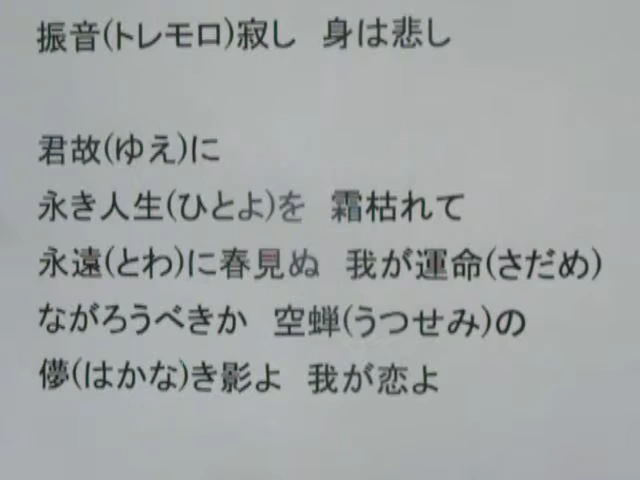 振音(トレモロ)寂し　身は悲し
君故(ゆえ)に
永き人生(ひとよ)を　霜枯れて
永遠(とわ)に春見ぬ　我が運命(さだめ)
ながろうべきか　空蝉(うつせみ)の
儚(はかな)き影よ　我が恋よ